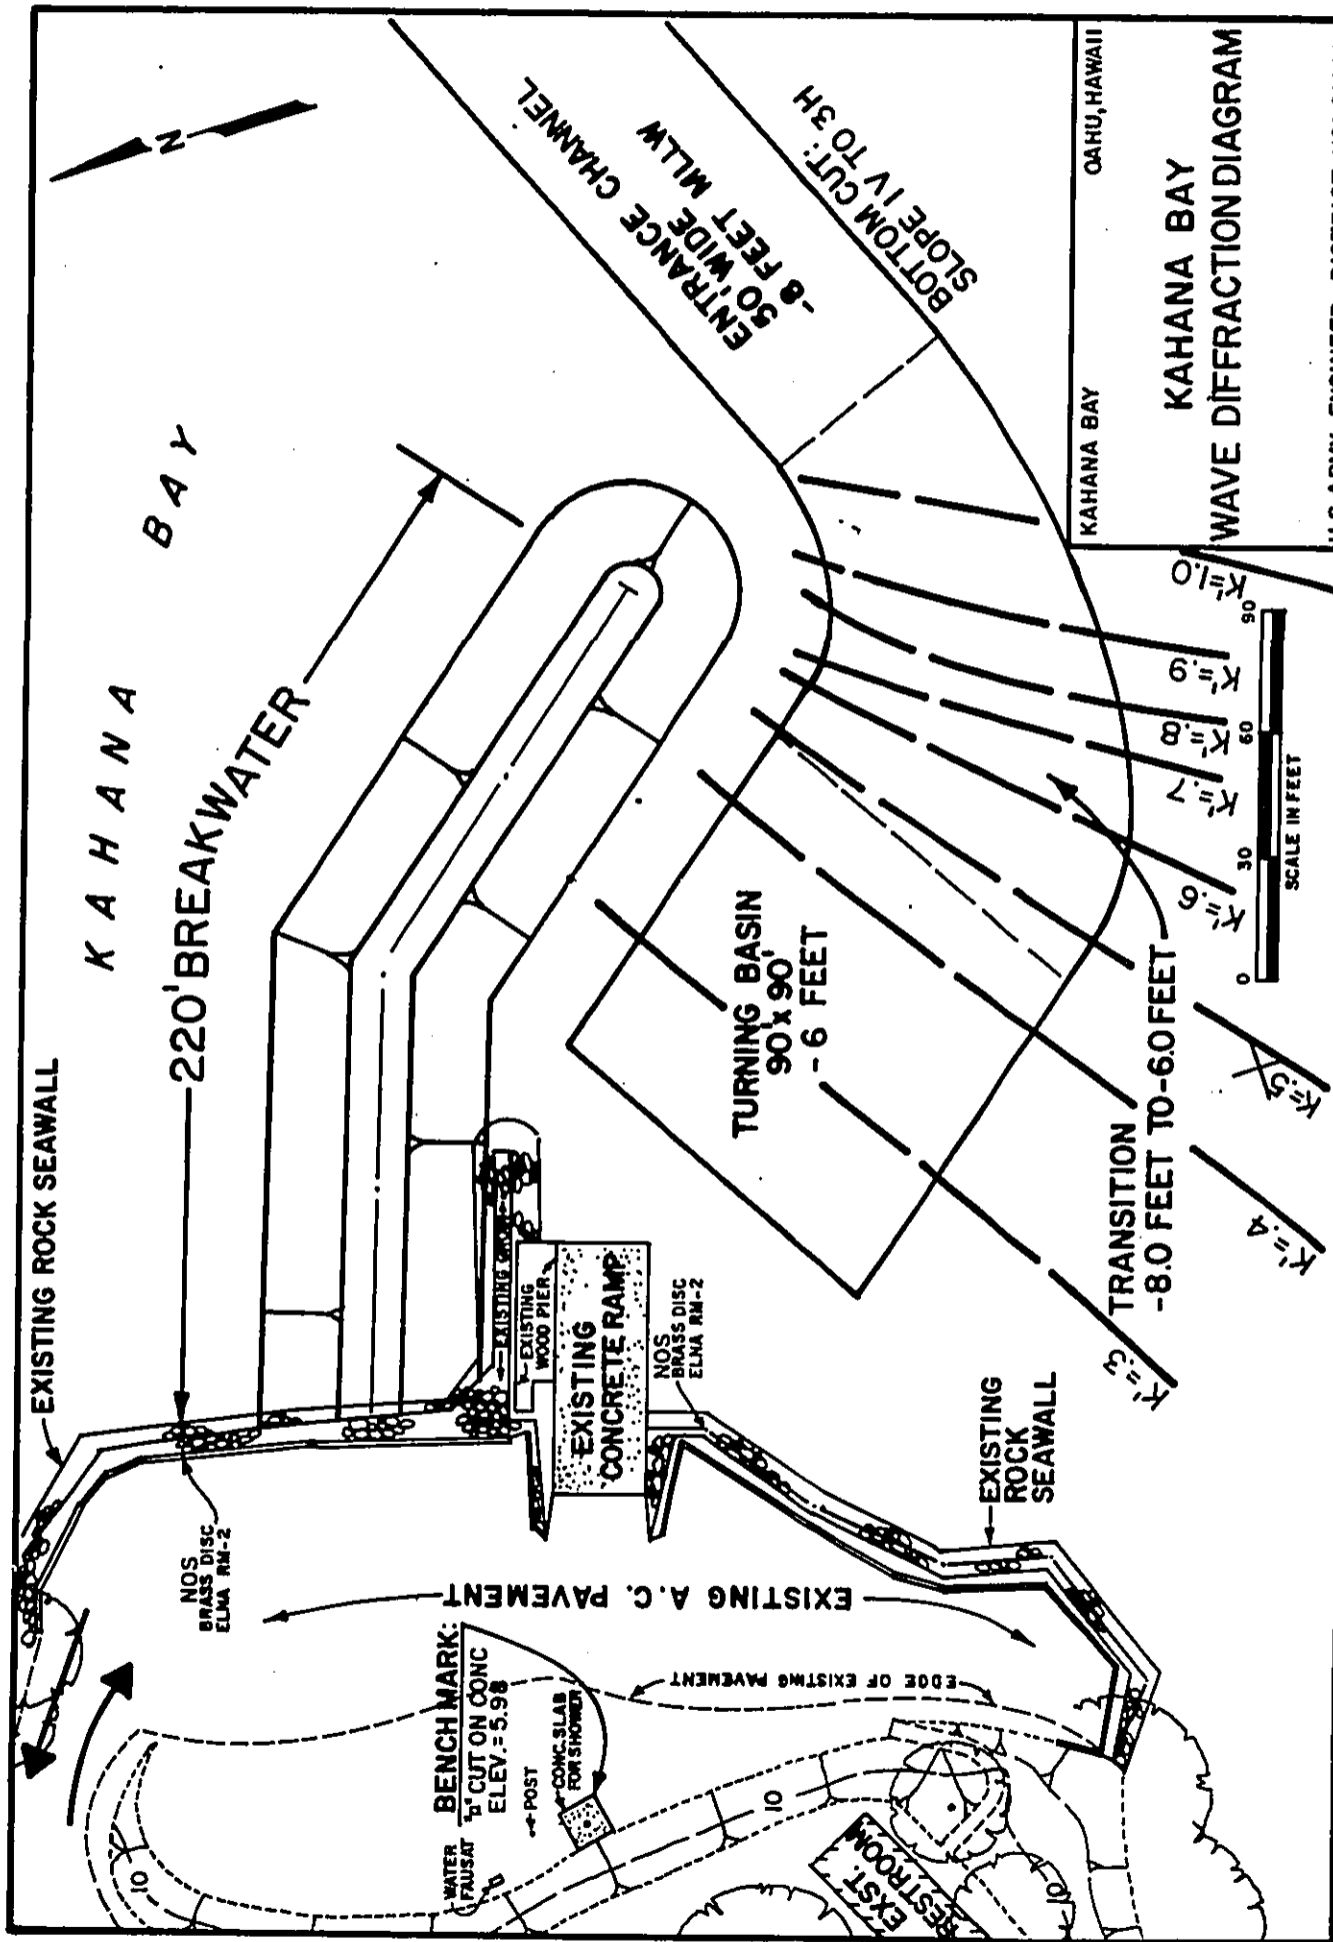 KAHANA BAY
220' BREAKWATER
EXISTING ROCK SEAWALL
N
ENTRANCE CHANNEL
50' WIDE
-8 FEET MLLW
BOTTOM CUT:
SLOPE 1V TO 3H
NOS
BRASS DISC
ELNA RM-2
EXISTING
WOOD PIER
EXISTING
CONCRETE RAMP
NOS
BRASS DISC
ELNA RM-2
TURNING BASIN
90' x 90'
- 6 FEET
TRANSITION
-8.0 FEET TO -6.0 FEET
EXISTING
ROCK
SEAWALL
EXISTING A.C. PAVEMENT
EDGE OF EXISTING PAVEMENT
BENCH MARK:
"□" CUT ON CONC
ELEV.=5.98
WATER
FAUSAT
POST
CONC. SLAB
FOR SHOWER
10
10
10
EXST.
RESTROOM
K'=.3
K'=.4
K'=.5
K'=.6
K'=.7
K'=.8
K'=.9
K'=1.0
0 30 60 90
SCALE IN FEET
KAHANA BAY OAHU, HAWAII
KAHANA BAY
WAVE DIFFRACTION DIAGRAM